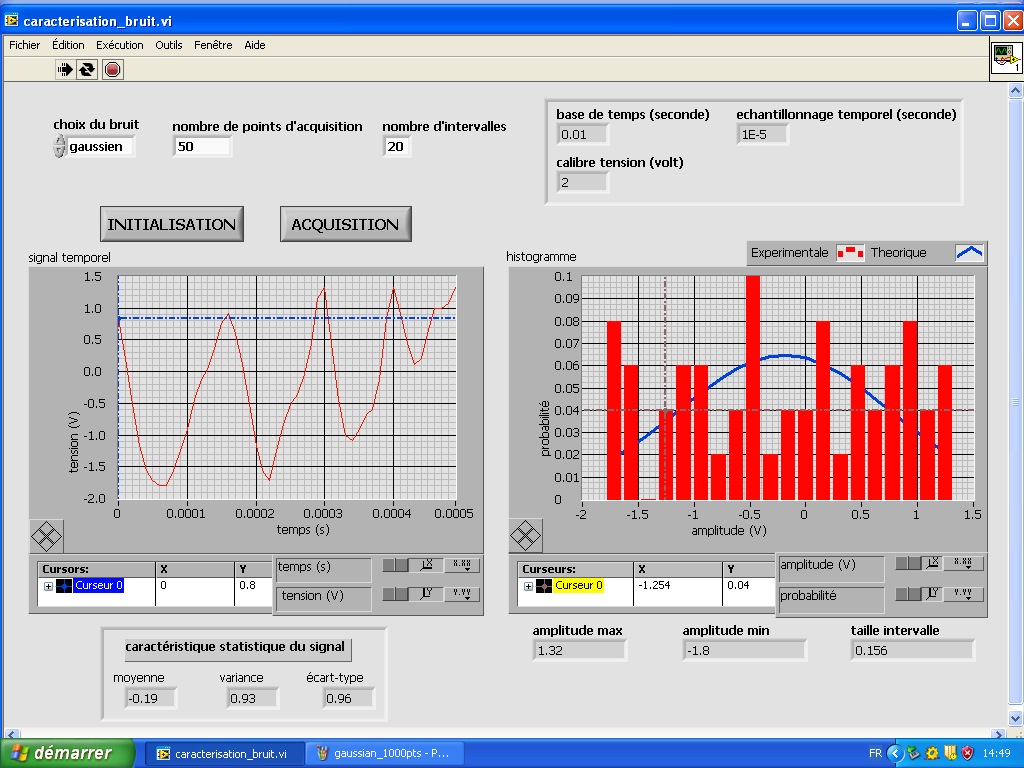 caracterisation_bruit.vi
Fichier Édition Exécution Outils Fenêtre Aide
1
choix du bruit
gaussien
nombre de points d'acquisition
50
nombre d'intervalles
20
base de temps (seconde)
0.01
echantillonnage temporel (seconde)
1E-5
calibre tension (volt)
2
INITIALISATION
ACQUISITION
signal temporel
1.5
1.0
0.5
0.0
-0.5
-1.0
-1.5
-2.0
tension (V)
0 0.0001 0.0002 0.0003 0.0004 0.0005
temps (s)
Cursors: X Y
Curseur 0 0 0.8
temps (s)
tension (V)
histogramme
Experimentale Theorique
0.1
0.09
0.08
0.07
0.06
0.05
0.04
0.03
0.02
0.01
0
probabilité
-2 -1.5 -1 -0.5 0 0.5 1 1.5
amplitude (V)
Curseurs: X Y
Curseur 0 -1.254 0.04
amplitude (V)
probabilité
caractéristique statistique du signal
moyenne variance écart-type
-0.19 0.93 0.96
amplitude max amplitude min taille intervalle
1.32 -1.8 0.156
démarrer
caracterisation_bruit.vi
gaussian_1000pts - P...
FR
14:49